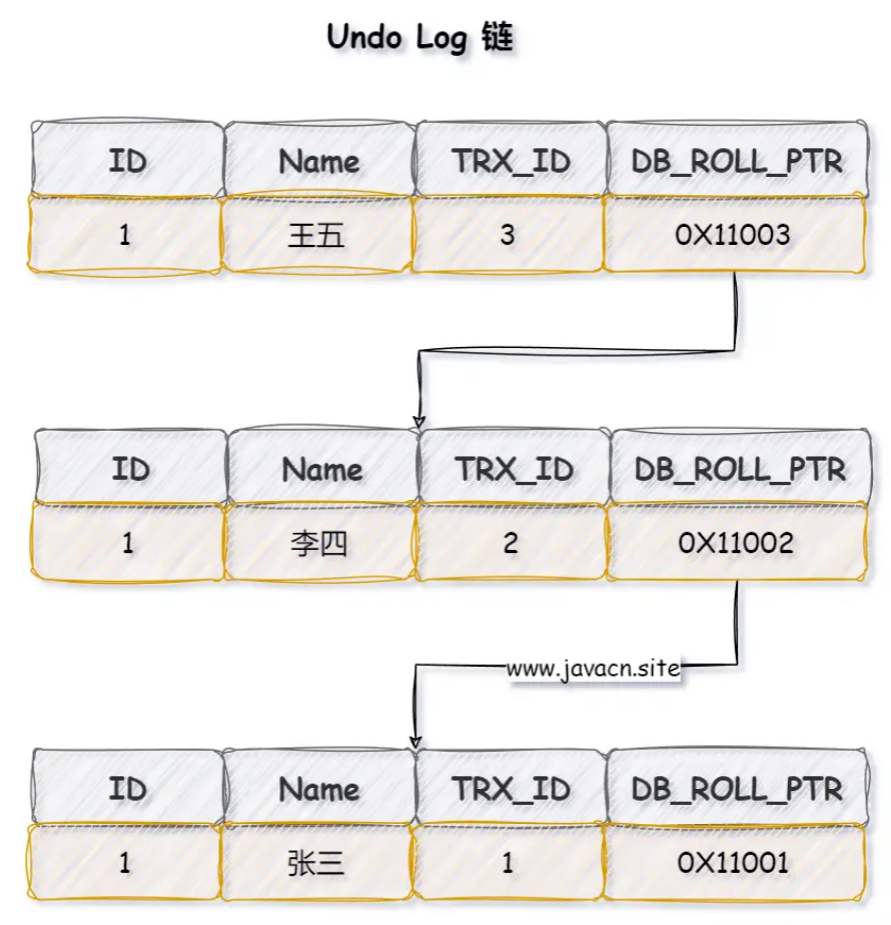 Undo Log 链
ID Name TRX_ID DB_ROLL_PTR
1 王五 3 0X11003
ID Name TRX_ID DB_ROLL_PTR
1 李四 2 0X11002
www.javacn.site
ID Name TRX_ID DB_ROLL_PTR
1 张三 1 0X11001